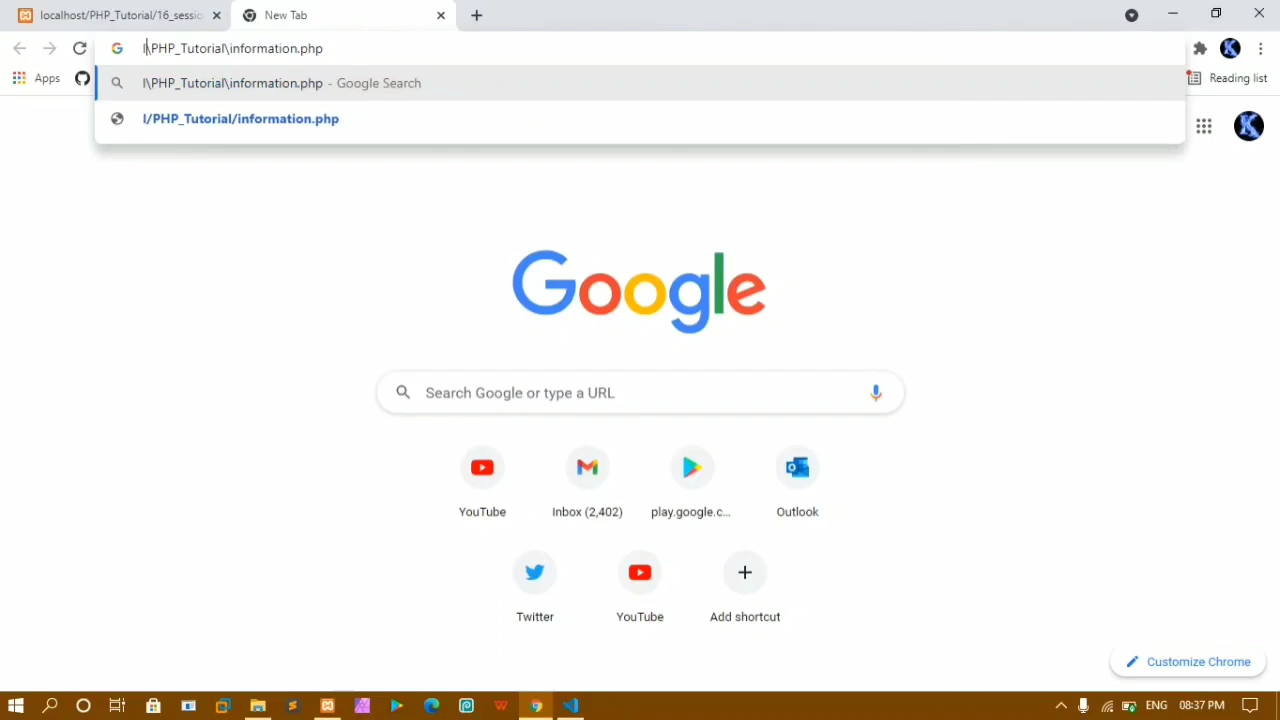 localhost/PHP_Tutorial/16_sessio
New Tab
l\PHP_Tutorial\information.php
Apps
Reading list
l\PHP_Tutorial\information.php - Google Search
l/PHP_Tutorial/information.php
Google
Search Google or type a URL
YouTube
Inbox (2,402)
play.google.c...
Outlook
Twitter
YouTube
Add shortcut
Customize Chrome
ENG
08:37 PM